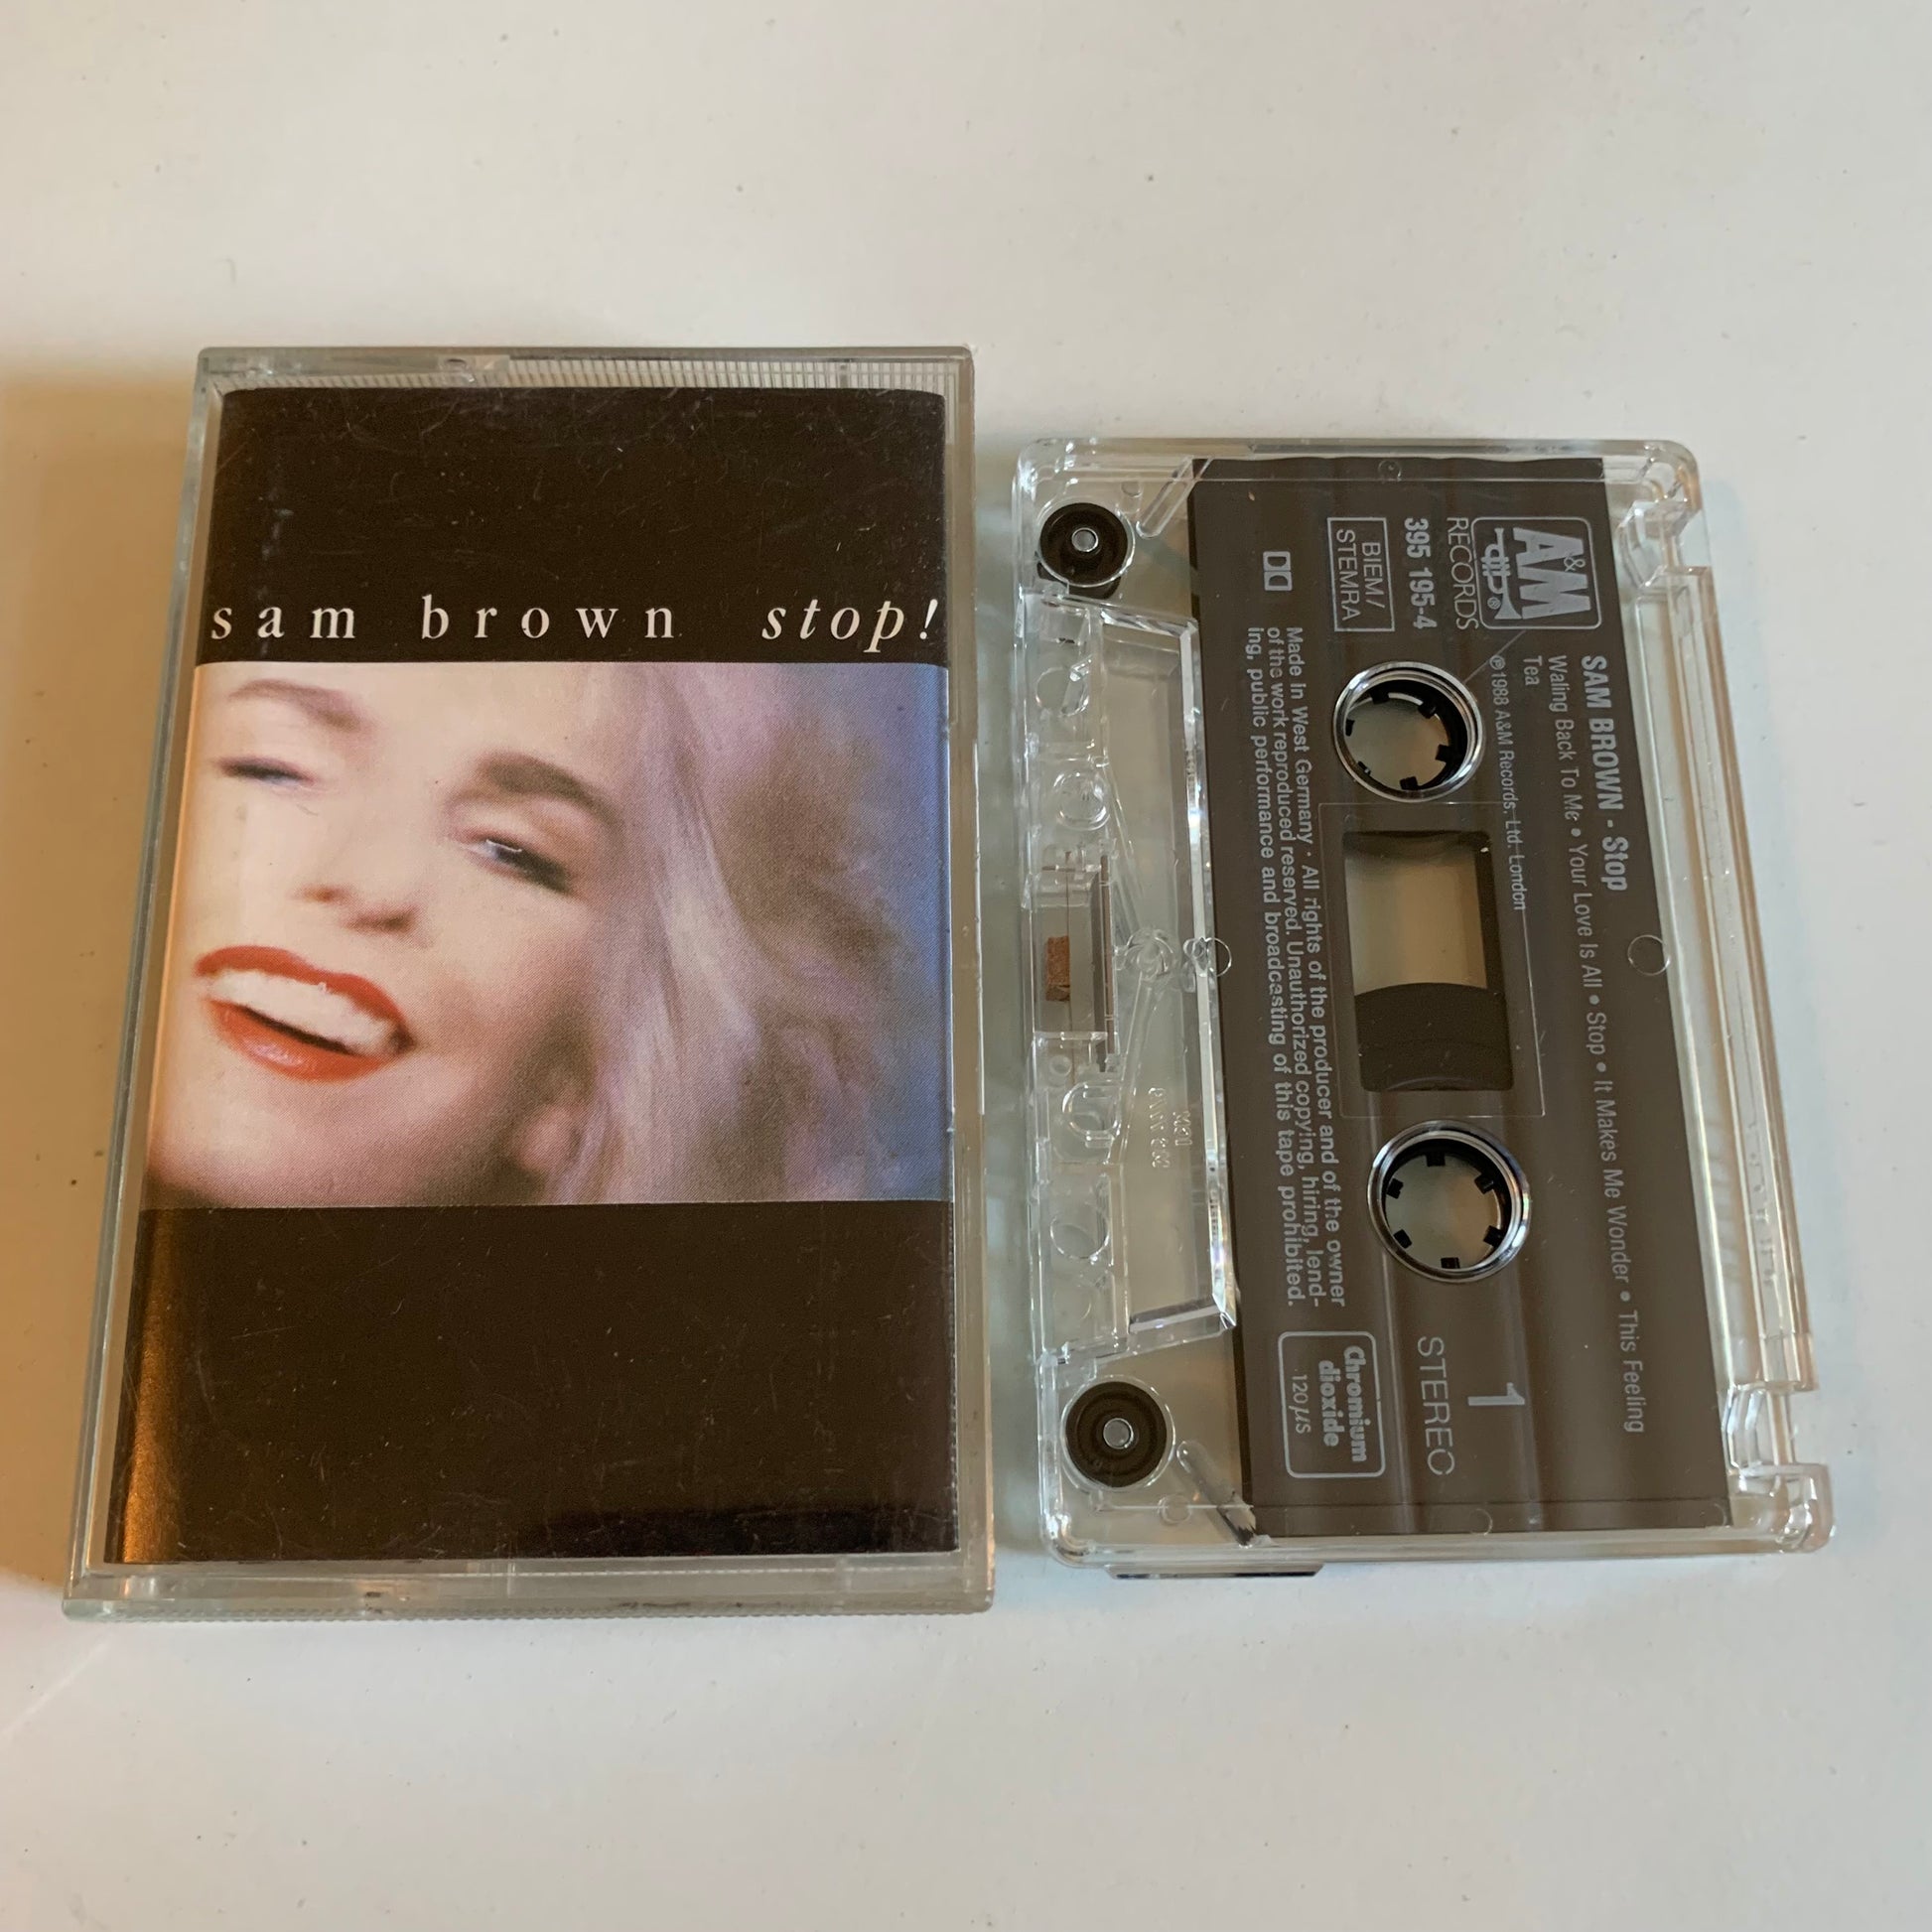 sam brown stop!
SAM BROWN - Stop
Waling Back To Me • Your Love Is All • Stop • It Makes Me Wonder • This Feeling
Tea
℗1988 A&M Records, Ltd. London
A&M
®
RECORDS
395 195-4
BIEM/
STEMRA
1
STEREO
Made in West Germany · All rights of the producer and of the owner
of the work reproduced reserved. Unauthorized copying, hiring, lend-
ing, public performance and broadcasting of this tape prohibited.
Chromium
dioxide
120 µs